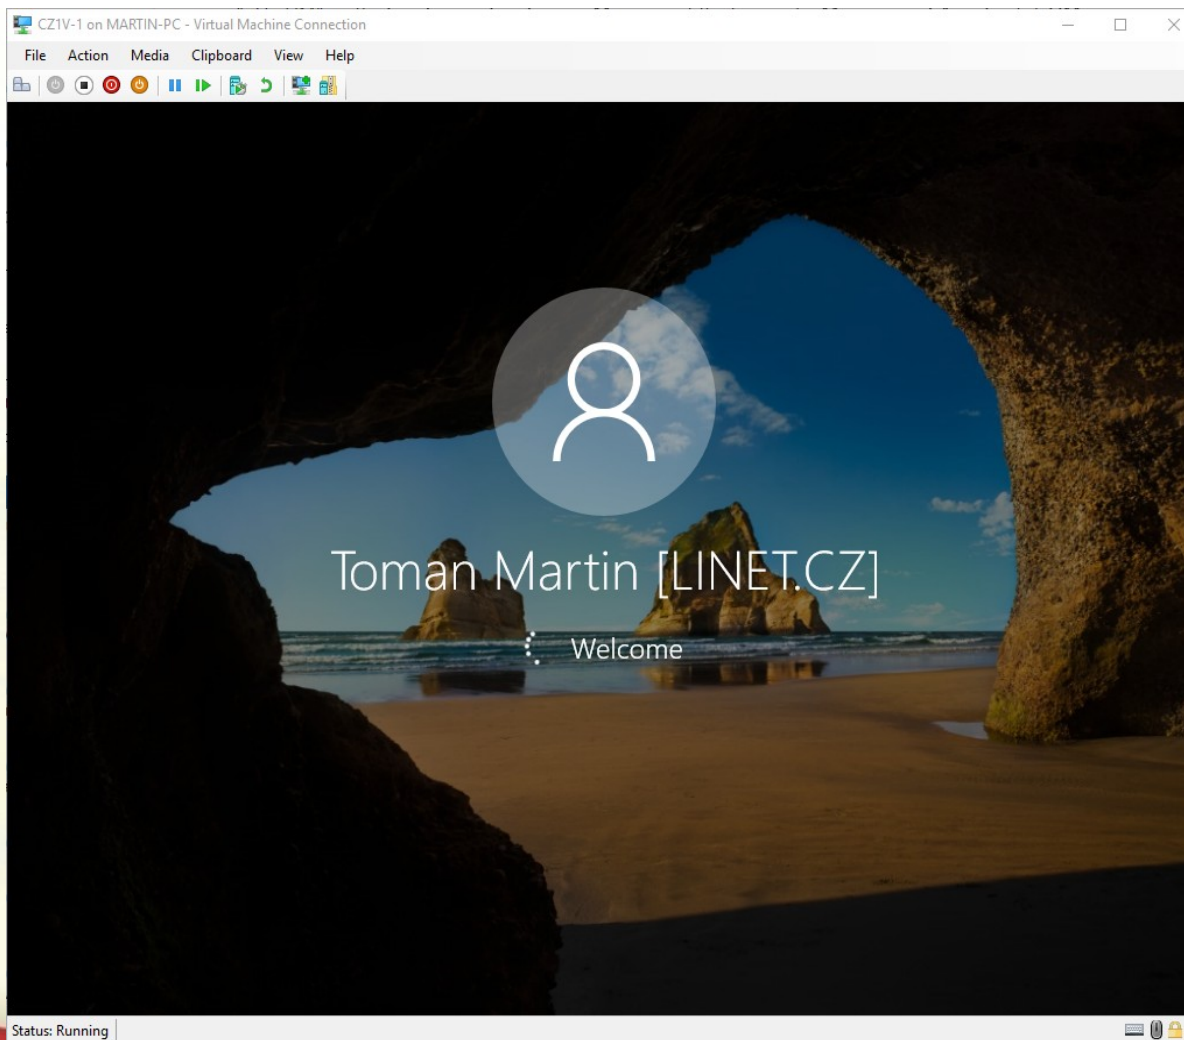 CZ1V-1 on MARTIN-PC - Virtual Machine Connection
File Action Media Clipboard View Help
Toman Martin [LINET.CZ]
Welcome
Status: Running